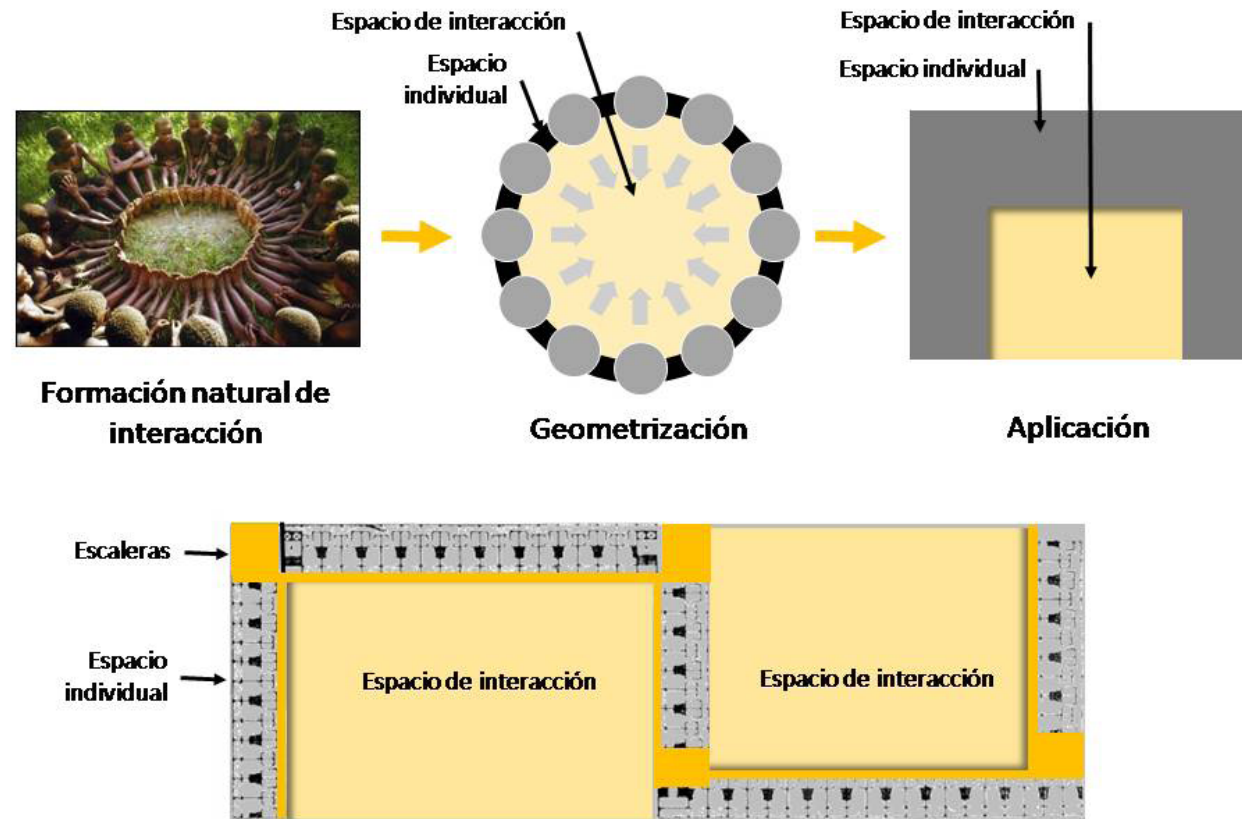 Espacio de interacción
Espacio
individual
Espacio de interacción
Espacio individual
Formación natural de
interacción
Geometrización
Aplicación
Escaleras
Espacio
individual
Espacio de interacción
Espacio de interacción